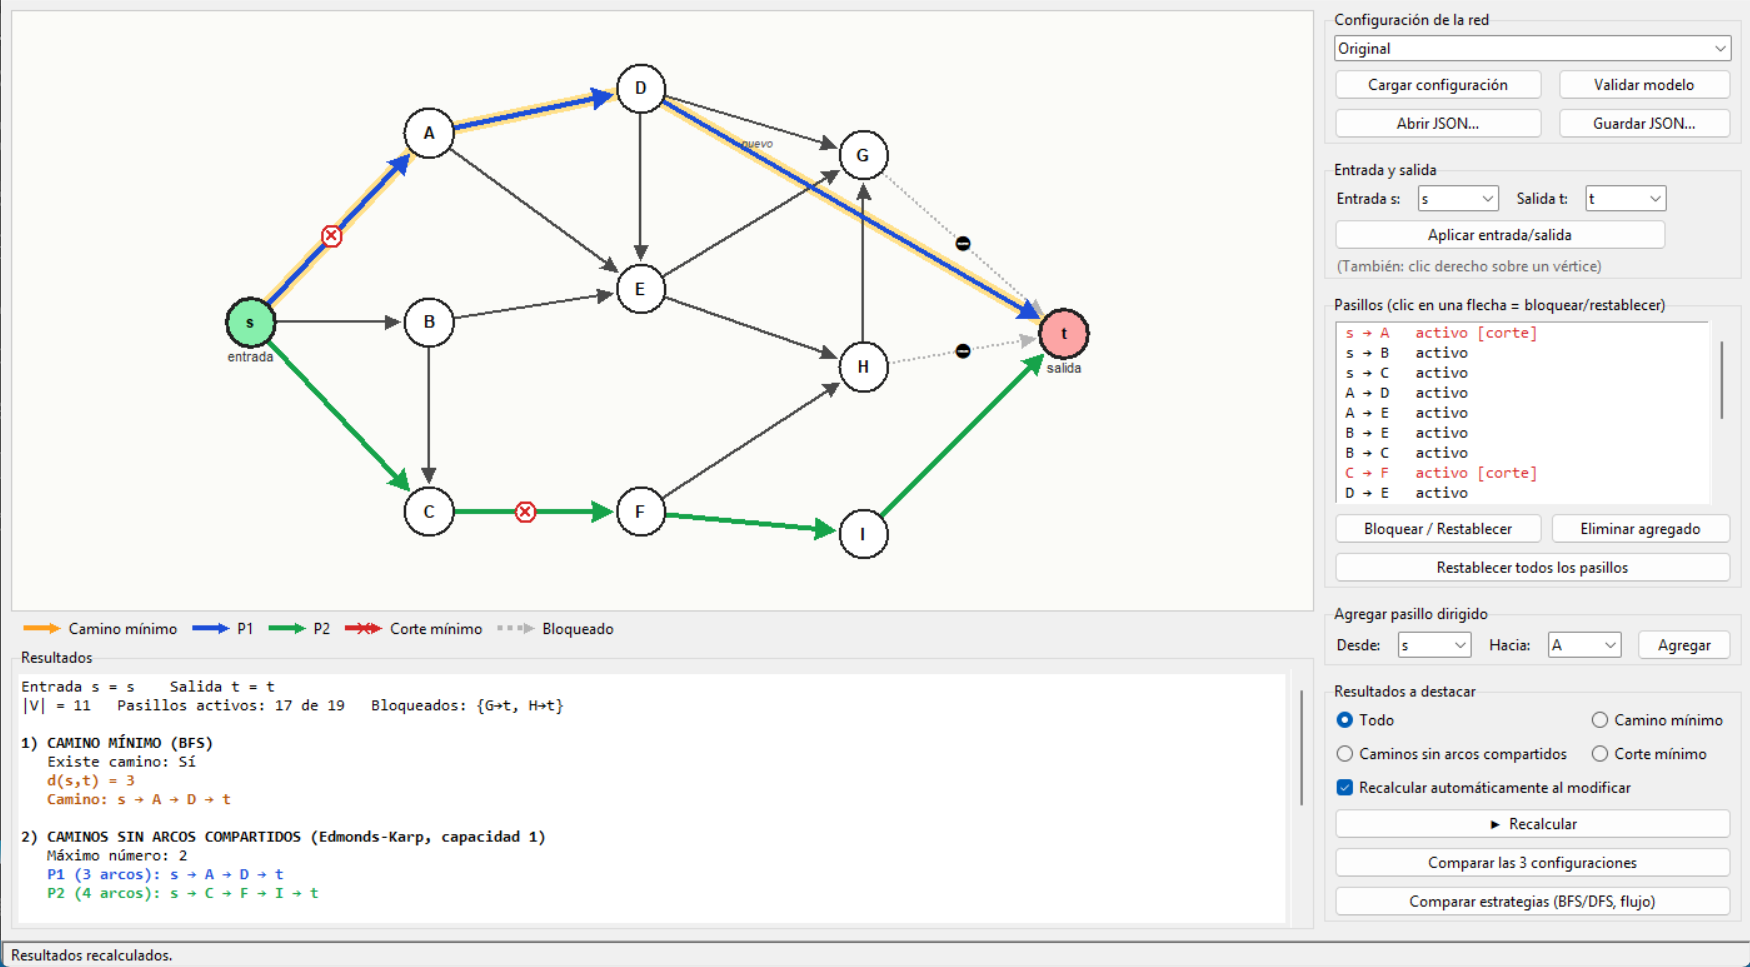 D
A
nuevo
G
E
s
B
t
entrada
H
salida
C
F
I
Camino mínimo P1 P2 Corte mínimo Bloqueado
Resultados
Entrada s = s Salida t = t
|V| = 11 Pasillos activos: 17 de 19 Bloqueados: {G→t, H→t}
1) CAMINO MÍNIMO (BFS)
Existe camino: Sí
d(s,t) = 3
Camino: s → A → D → t
2) CAMINOS SIN ARCOS COMPARTIDOS (Edmonds-Karp, capacidad 1)
Máximo número: 2
P1 (3 arcos): s → A → D → t
P2 (4 arcos): s → C → F → I → t
Resultados recalculados.
Configuración de la red
Original
Cargar configuración Validar modelo
Abrir JSON... Guardar JSON...
Entrada y salida
Entrada s: s Salida t: t
Aplicar entrada/salida
(También: clic derecho sobre un vértice)
Pasillos (clic en una flecha = bloquear/restablecer)
s → A activo [corte]
s → B activo
s → C activo
A → D activo
A → E activo
B → E activo
B → C activo
C → F activo [corte]
D → E activo
Bloquear / Restablecer Eliminar agregado
Restablecer todos los pasillos
Agregar pasillo dirigido
Desde: s Hacia: A Agregar
Resultados a destacar
Todo Camino mínimo
Caminos sin arcos compartidos Corte mínimo
Recalcular automáticamente al modificar
► Recalcular
Comparar las 3 configuraciones
Comparar estrategias (BFS/DFS, flujo)